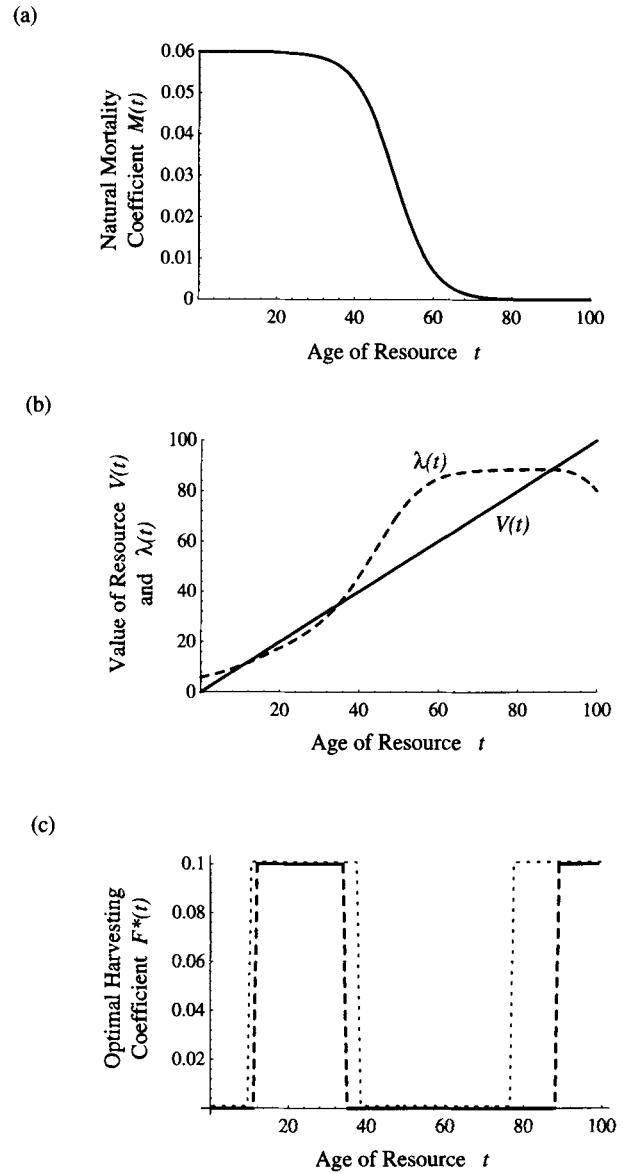 (a)
Natural Mortality
Coefficient M(t)
0.06
0.05
0.04
0.03
0.02
0.01
0
20 40 60 80 100
Age of Resource t
(b)
Value of Resource V(t)
and λ(t)
100
80
60
40
20
0
λ(t)
V(t)
20 40 60 80 100
Age of Resource t
(c)
Optimal Harvesting
Coefficient F*(t)
0.1
0.08
0.06
0.04
0.02
20 40 60 80 100
Age of Resource t